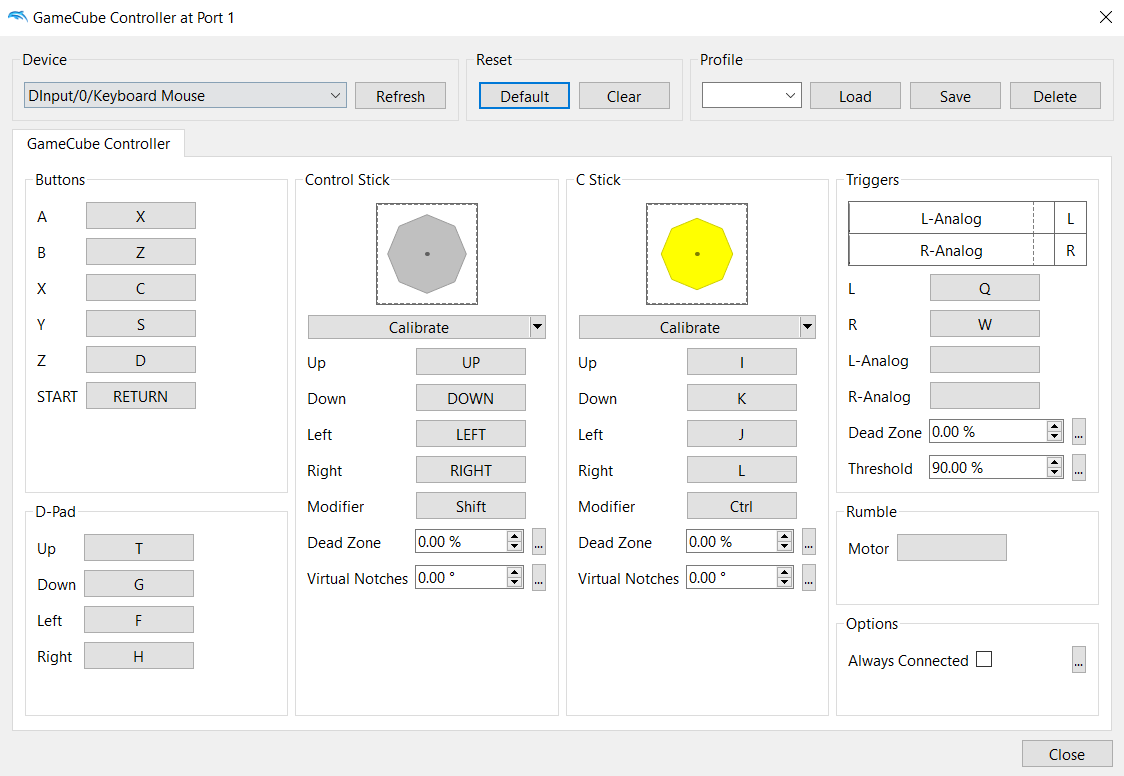 GameCube Controller at Port 1
Device
DInput/0/Keyboard Mouse
Refresh
Reset
Default
Clear
Profile
Load
Save
Delete
GameCube Controller
Buttons
A X
B Z
X C
Y S
Z D
START RETURN
D-Pad
Up T
Down G
Left F
Right H
Control Stick
Calibrate
Up UP
Down DOWN
Left LEFT
Right RIGHT
Modifier Shift
Dead Zone 0.00 % ...
Virtual Notches 0.00 ° ...
C Stick
Calibrate
Up I
Down K
Left J
Right L
Modifier Ctrl
Dead Zone 0.00 % ...
Virtual Notches 0.00 ° ...
Triggers
L-Analog L
R-Analog R
L Q
R W
L-Analog
R-Analog
Dead Zone 0.00 % ...
Threshold 90.00 % ...
Rumble
Motor
Options
Always Connected ...
Close